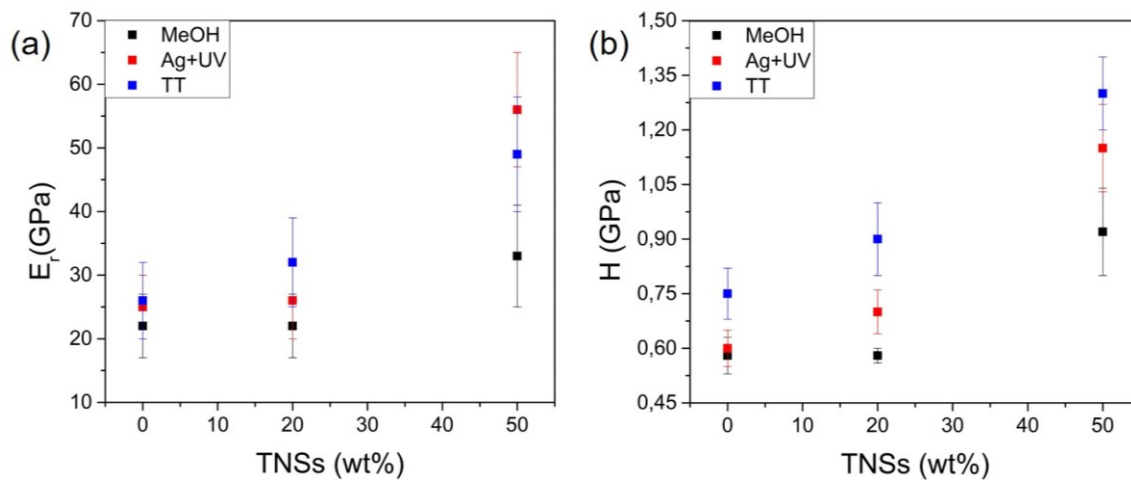 (a)
MeOH
Ag+UV
TT
70
60
50
40
30
20
10
E_r(GPa)
0 10 20 30 40 50
TNSs (wt%)
(b)
MeOH
Ag+UV
TT
1,50
1,35
1,20
1,05
0,90
0,75
0,60
0,45
H (GPa)
0 10 20 30 40 50
TNSs (wt%)